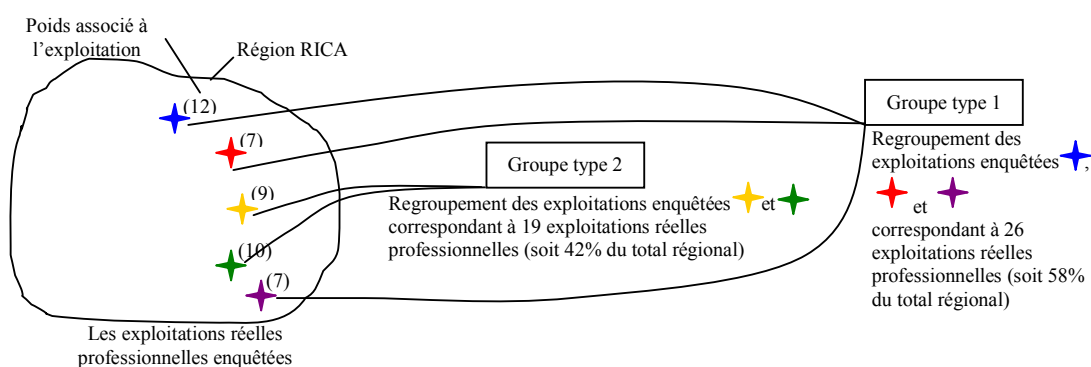 Poids associé à
l'exploitation
Région RICA
(12)
(7)
(9)
(10)
(7)
Les exploitations réelles
professionnelles enquêtées
Groupe type 2
Regroupement des exploitations enquêtées et
correspondant à 19 exploitations réelles
professionnelles (soit 42% du total régional)
Groupe type 1
Regroupement des
exploitations enquêtées ,
et
correspondant à 26
exploitations réelles
professionnelles (soit 58%
du total régional)